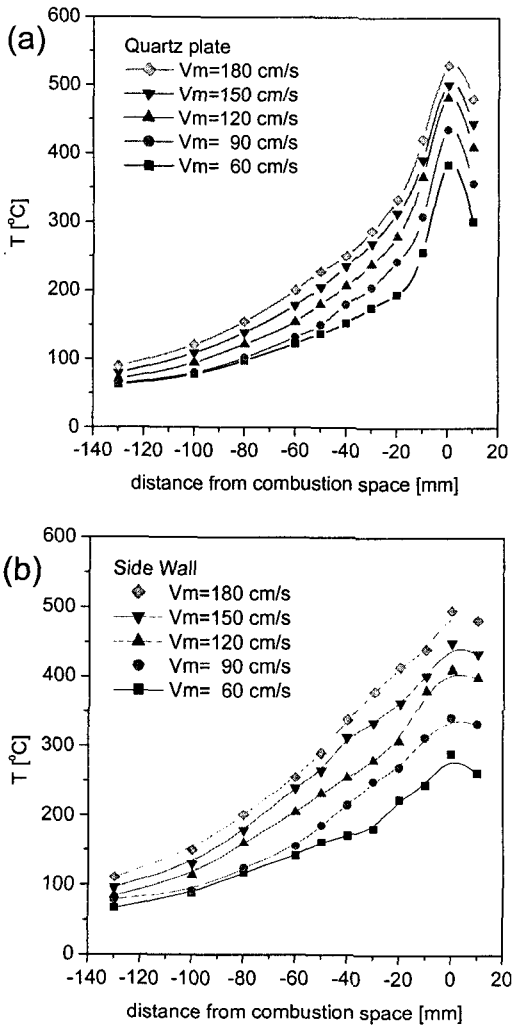 (a)
600
500
400
300
200
100
0
T [°C]
Quartz plate
Vm=180 cm/s
Vm=150 cm/s
Vm=120 cm/s
Vm= 90 cm/s
Vm= 60 cm/s
-140 -120 -100 -80 -60 -40 -20 0 20
distance from combustion space [mm]
(b)
600
500
400
300
200
100
0
T [°C]
Side Wall
Vm=180 cm/s
Vm=150 cm/s
Vm=120 cm/s
Vm= 90 cm/s
Vm= 60 cm/s
-140 -120 -100 -80 -60 -40 -20 0 20
distance from combustion space [mm]